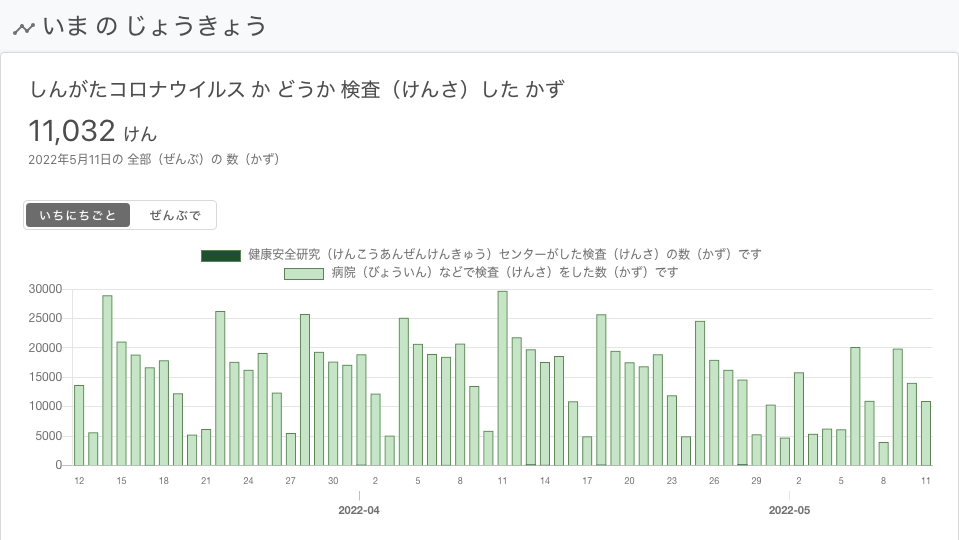 いま の じょうきょう
しんがたコロナウイルス か どうか 検査（けんさ）した かず
11,032 けん
2022年5月11日の 全部（ぜんぶ）の 数（かず）
いちにちごと ぜんぶで
健康安全研究（けんこうあんぜんけんきゅう）センターがした検査（けんさ）の数（かず）です
病院（びょういん）などで検査（けんさ）をした数（かず）です
30000
25000
20000
15000
10000
5000
0
12 15 18 21 24 27 30 2 5 8 11 14 17 20 23 26 29 2 5 8 11
2022-04 2022-05